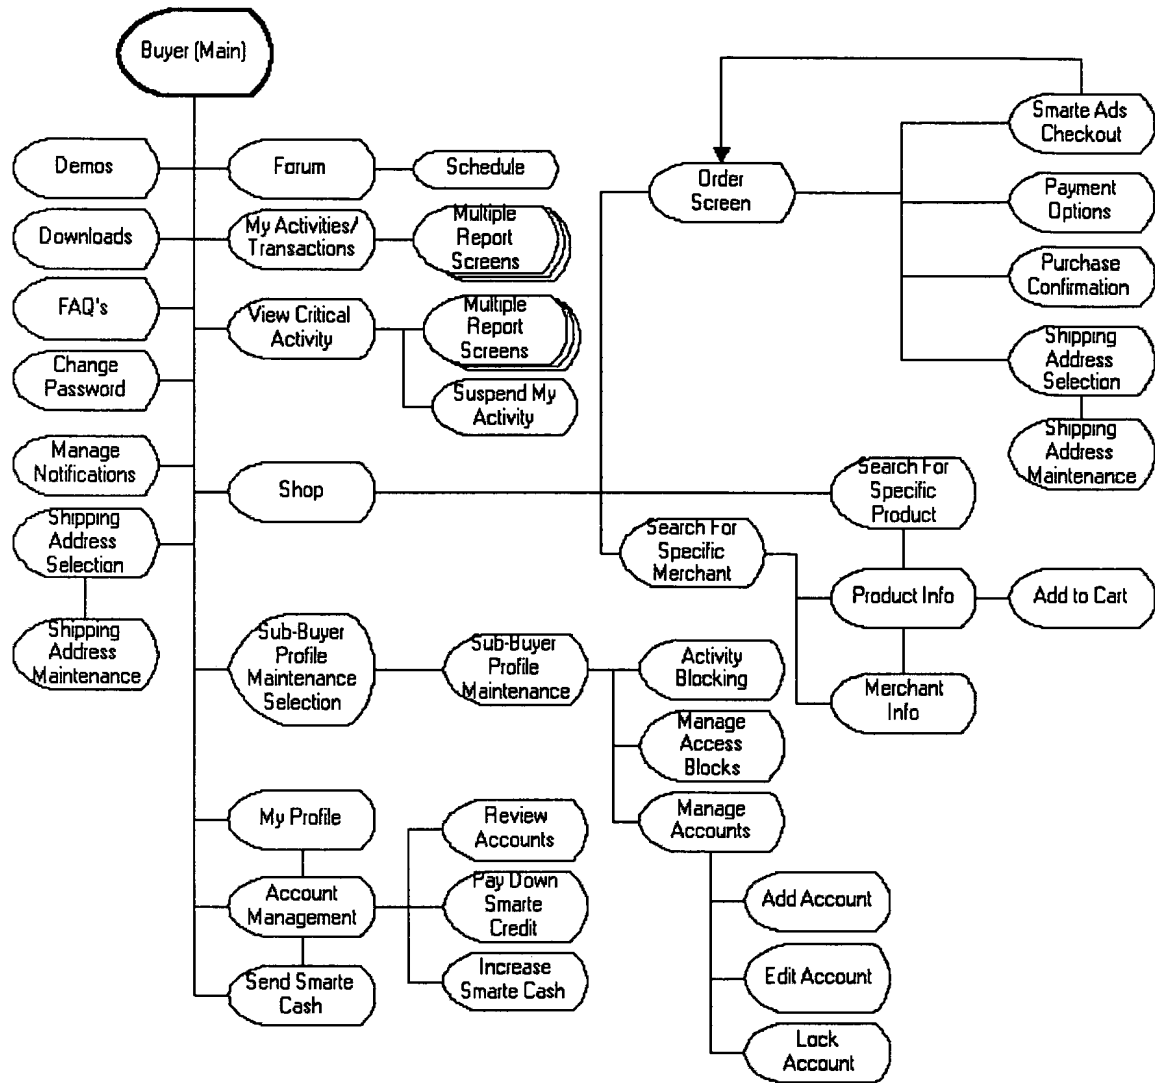 Buyer (Main)
Smarte Ads
Checkout
Demos
Forum
Schedule
Order
Screen
Payment
Options
Downloads
My Activities/
Transactions
Multiple
Report
Screens
Purchase
Confirmation
FAQ's
View Critical
Activity
Multiple
Report
Screens
Shipping
Address
Selection
Change
Password
Suspend My
Activity
Shipping
Address
Maintenance
Manage
Notifications
Shop
Search For
Specific
Product
Shipping
Address
Selection
Search For
Specific
Merchant
Product Info
Add to Cart
Shipping
Address
Maintenance
Sub-Buyer
Profile
Maintenance
Selection
Sub-Buyer
Profile
Maintenance
Activity
Blocking
Merchant
Info
Manage
Access
Blocks
My Profile
Review
Accounts
Manage
Accounts
Account
Management
Pay Down
Smarte
Credit
Add Account
Send Smarte
Cash
Increase
Smarte Cash
Edit Account
Lock
Account